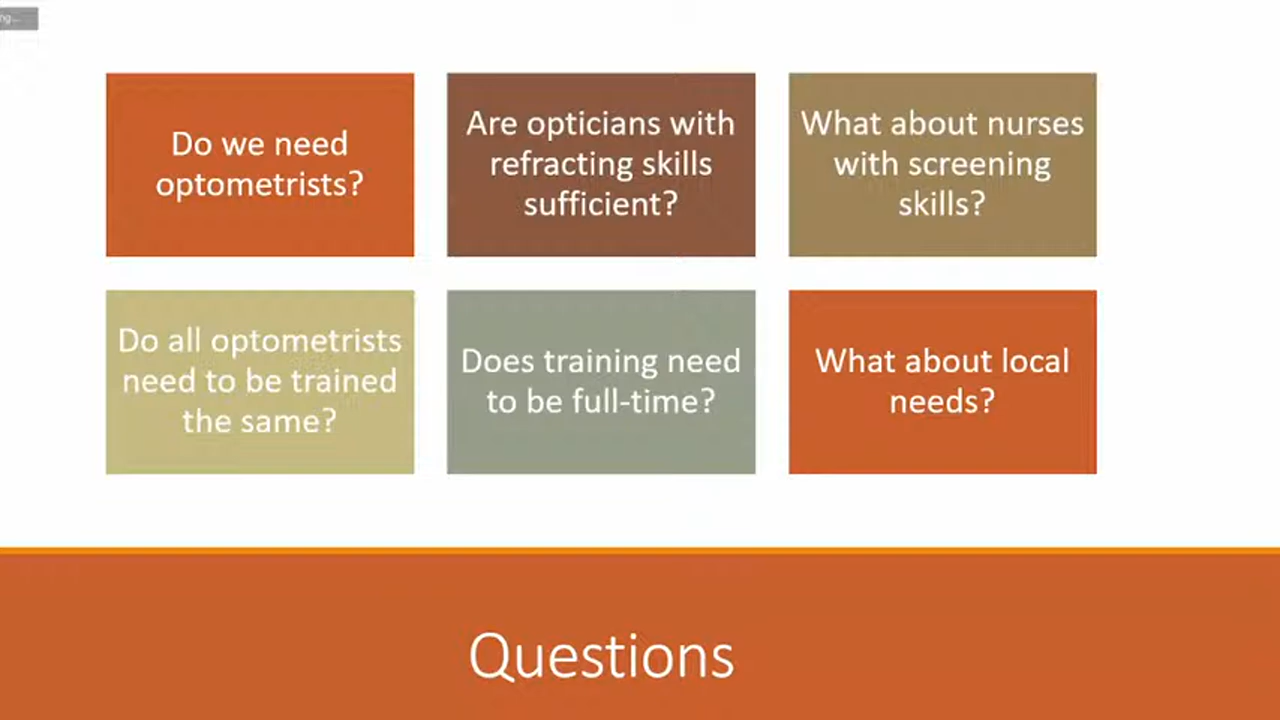 Do we need
optometrists?
Are opticians with
refracting skills
sufficient?
What about nurses
with screening
skills?
Do all optometrists
need to be trained
the same?
Does training need
to be full-time?
What about local
needs?
Questions